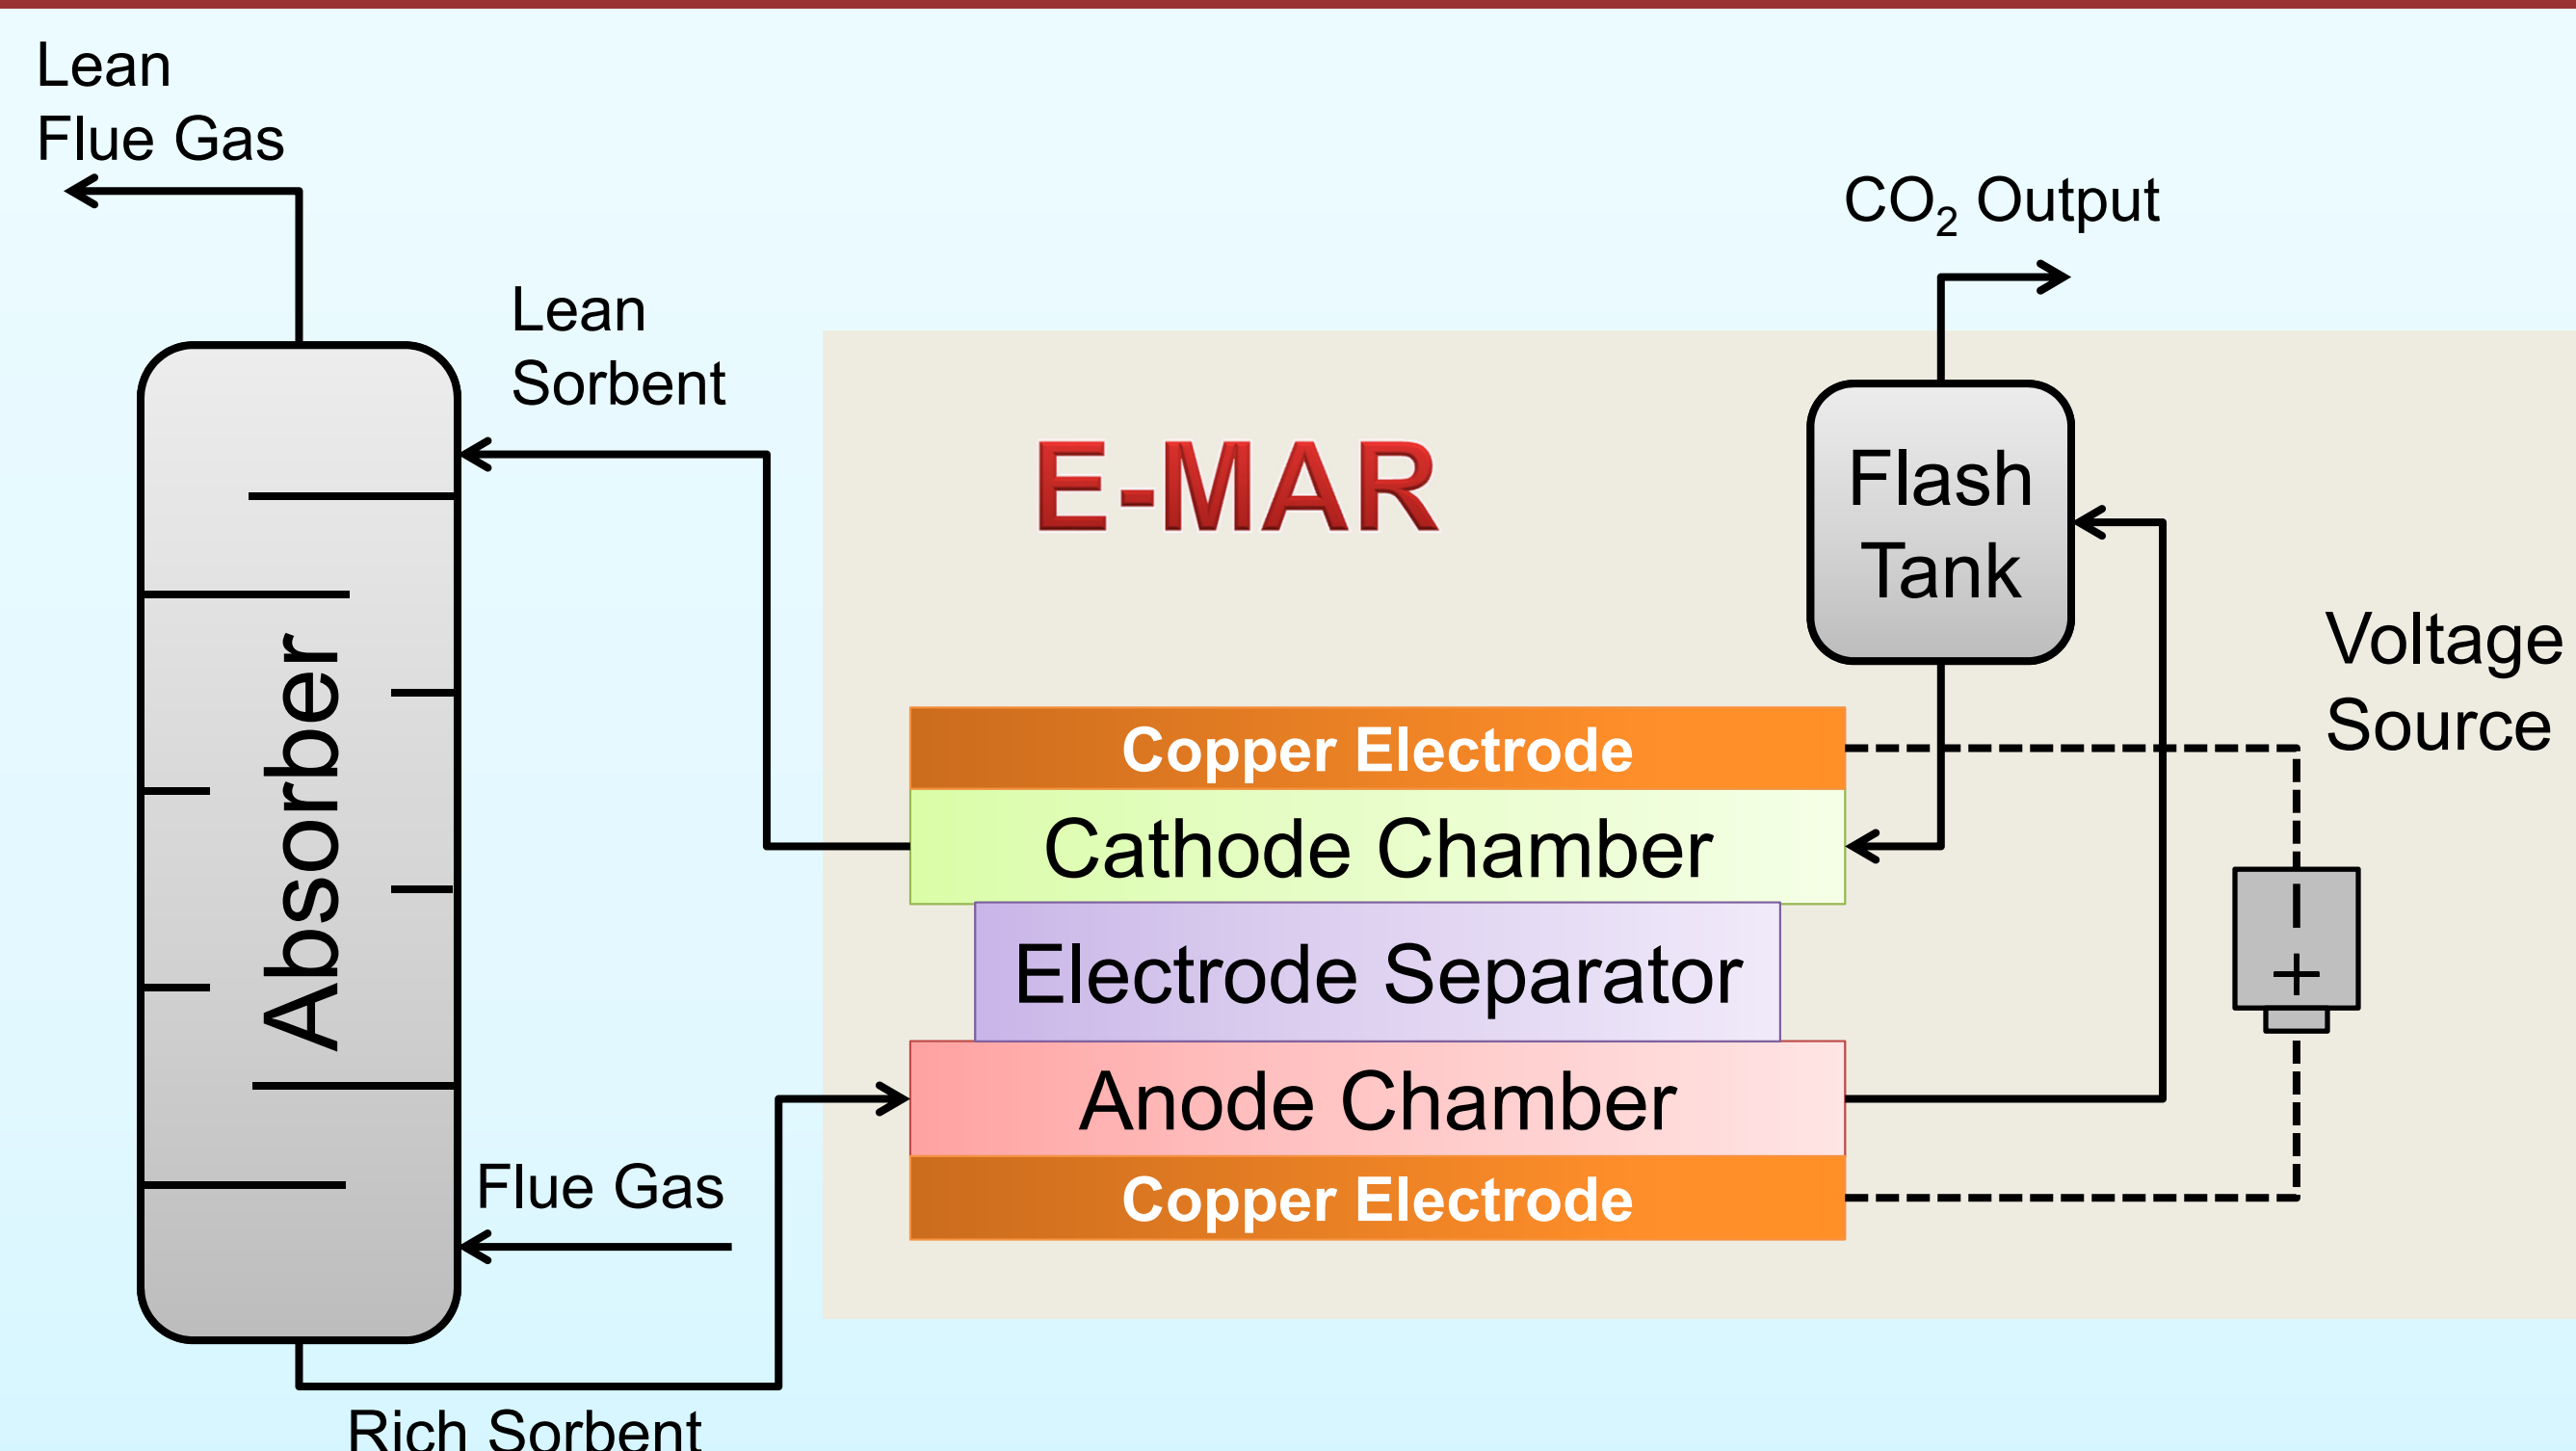 Lean
Flue Gas
CO₂ Output
Lean
Sorbent
E-MAR
Flash
Tank
Voltage
Source
Copper Electrode
Cathode Chamber
Electrode Separator
Anode Chamber
Copper Electrode
Absorber
Flue Gas
Rich Sorbent
−
+